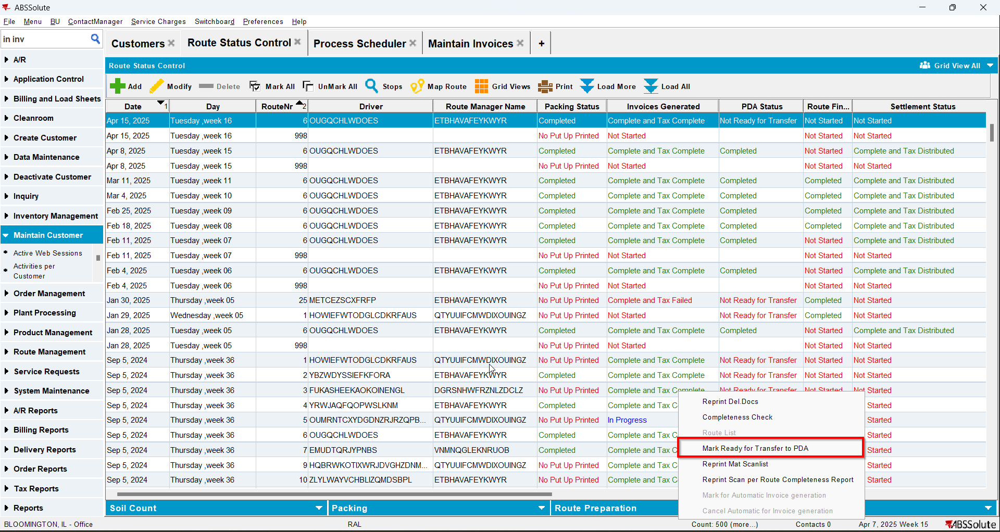 ABSSolute
File Menu BU ContactManager Service Charges Switchboard Preferences Help
in inv
Customers Route Status Control Process Scheduler Maintain Invoices +
Route Status Control Grid View All
Add Modify Delete Mark All UnMark All Stops Map Route Grid Views Print Load More Load All
A/R
Application Control
Billing and Load Sheets
Cleanroom
Create Customer
Data Maintenance
Deactivate Customer
Inquiry
Inventory Management
Maintain Customer
Active Web Sessions
Activities per
Customer
Order Management
Plant Processing
Product Management
Route Management
Service Requests
System Maintenance
A/R Reports
Billing Reports
Delivery Reports
Order Reports
Tax Reports
Reports
Date 1 Day RouteNr 2 Driver Route Manager Name Packing Status Invoices Generated PDA Status Route Fin... Settlement Status
Apr 15, 2025 Tuesday ,week 16 6 OUGQCHLWDOES ETBHAVAFEYKWYR Completed Complete and Tax Complete Not Ready for Transfer Not Started Not Started
Apr 15, 2025 Tuesday ,week 16 998 No Put Up Printed Not Started Not Started Not Started
Apr 8, 2025 Tuesday ,week 15 6 OUGQCHLWDOES ETBHAVAFEYKWYR Completed Complete and Tax Complete Completed Not Started Complete and Tax Distributed
Apr 8, 2025 Tuesday ,week 15 998 No Put Up Printed Not Started Not Started Not Started
Mar 11, 2025 Tuesday ,week 11 6 OUGQCHLWDOES ETBHAVAFEYKWYR Completed Complete and Tax Complete Completed Completed Complete and Tax Distributed
Mar 4, 2025 Tuesday ,week 10 6 OUGQCHLWDOES ETBHAVAFEYKWYR Completed Complete and Tax Complete Completed Completed Complete and Tax Distributed
Feb 25, 2025 Tuesday ,week 09 6 OUGQCHLWDOES ETBHAVAFEYKWYR Completed Complete and Tax Complete Completed Completed Complete and Tax Distributed
Feb 18, 2025 Tuesday ,week 08 6 OUGQCHLWDOES ETBHAVAFEYKWYR Completed Complete and Tax Complete Completed Completed Complete and Tax Distributed
Feb 11, 2025 Tuesday ,week 07 6 OUGQCHLWDOES ETBHAVAFEYKWYR Completed Complete and Tax Complete Completed Not Started Complete and Tax Distributed
Feb 11, 2025 Tuesday ,week 07 998 No Put Up Printed Not Started Not Started Not Started
Feb 4, 2025 Tuesday ,week 06 6 OUGQCHLWDOES ETBHAVAFEYKWYR Completed Complete and Tax Complete Completed Not Started Complete and Tax Distributed
Feb 4, 2025 Tuesday ,week 06 998 No Put Up Printed Not Started Not Started Not Started
Jan 30, 2025 Thursday ,week 05 25 METCEZSCXFRFP ETBHAVAFEYKWYR No Put Up Printed Complete and Tax Failed Not Ready for Transfer Completed Not Started
Jan 29, 2025 Wednesday ,week 05 1 HOWIEFWTODGLCDKRFAUS QTYUUIFCMWDIXOUINGZ No Put Up Printed Not Started Not Ready for Transfer Completed Not Started
Jan 28, 2025 Tuesday ,week 05 6 OUGQCHLWDOES ETBHAVAFEYKWYR Completed Complete and Tax Complete Completed Not Started Complete and Tax Distributed
Jan 28, 2025 Tuesday ,week 05 998 No Put Up Printed Not Started Not Started Not Started
Sep 5, 2024 Thursday ,week 36 1 HOWIEFWTODGLCDKRFAUS QTYUUIFCMWDIXOUINGZ No Put Up Printed Complete and Tax Complete Not Ready for Transfer Not Started Not Started
Sep 5, 2024 Thursday ,week 36 2 YBZWDYSSIEFKFORA ETBHAVAFEYKWYR Completed Complete and Tax Complete Not Ready for Transfer Not Started Not Started
Sep 5, 2024 Thursday ,week 36 3 FUKASHEEKAOKOINENGL DGRSNHWFRZNLZDCLZ No Put Up Printed Complete and Tax Complete Not Ready for Transfer Not Started Not Started
Sep 5, 2024 Thursday ,week 36 4 YRWJAQFQOPWSLKNM ETBHAVAFEYKWYR Completed Complete and Tax C Started
Sep 5, 2024 Thursday ,week 36 5 OUMRNTCXYDGDNZRJRZQPB... QTYUUIFCMWDIXOUINGZ No Put Up Printed In Progress Started
Sep 5, 2024 Thursday ,week 36 6 OUGQCHLWDOES ETBHAVAFEYKWYR Completed Complete and Tax C Started
Sep 5, 2024 Thursday ,week 36 7 EMUDTQRJYPNBS VNMNQGLEKNRUOB Completed Complete and Tax C Started
Sep 5, 2024 Thursday ,week 36 9 HQBRWKOTIXWRJDVGHZDNM... QTYUUIFCMWDIXOUINGZ No Put Up Printed Complete and Tax C Started
Sep 5, 2024 Thursday ,week 36 10 ZLYLWAYVCHBLIZQMDSBPL ETBHAVAFEYKWYR No Put Up Printed Complete and Tax C Started
Reprint Del.Docs
Completeness Check
Route List
Mark Ready for Transfer to PDA
Reprint Mat Scanlist
Reprint Scan per Route Completeness Report
Mark for Automatic Invoice generation
Cancel Automatic for Invoice generation
Soil Count Packing Route Preparation
BLOOMINGTON, IL - Office RAL Count: 500 (more...) Contacts 0 Apr 7, 2025 Week 15 ABSSolute